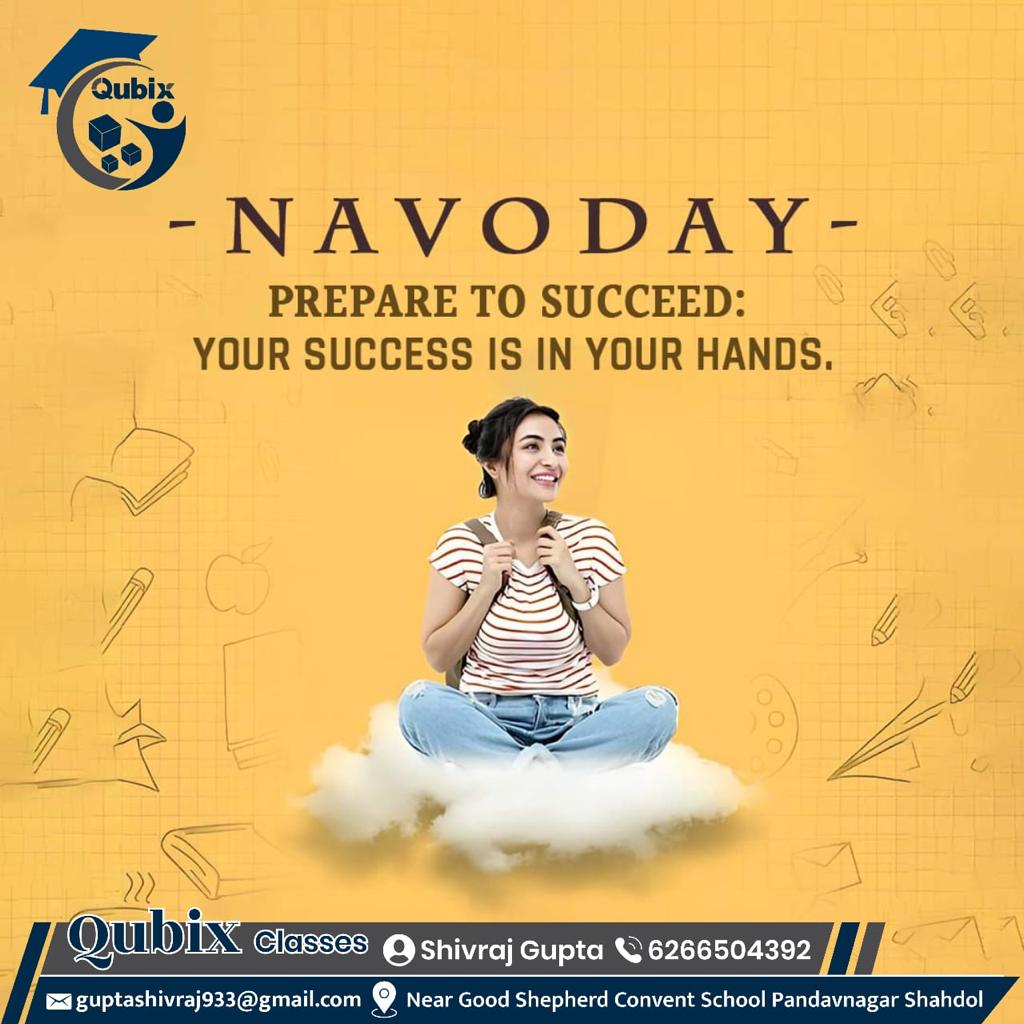 Qubix
- NAVODAY -
PREPARE TO SUCCEED:
YOUR SUCCESS IS IN YOUR HANDS.
Qubix Classes Shivraj Gupta 6266504392
guptashivraj933@gmail.com Near Good Shepherd Convent School Pandavnagar Shahdol